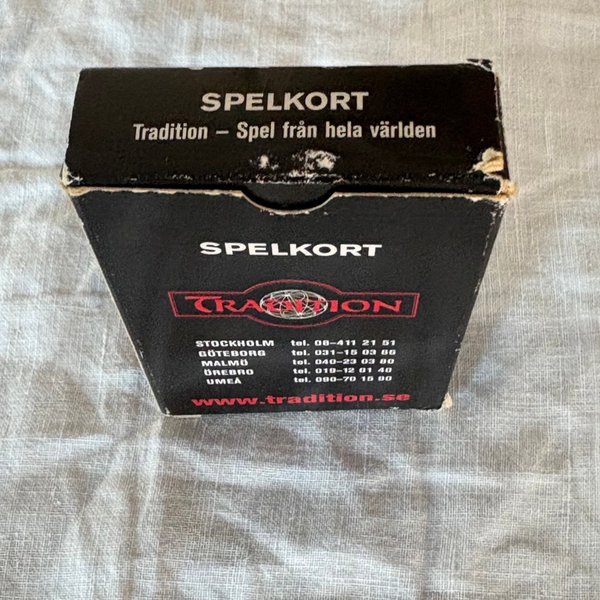 SPELKORT
Tradition – Spel från hela världen
SPELKORT
TRADITION
STOCKHOLM tel. 08-411 21 51
GÖTEBORG tel. 031-15 03 66
MALMÖ tel. 040-23 03 80
ÖREBRO tel. 019-12 01 40
UMEÅ tel. 090-70 15 90
www.tradition.se